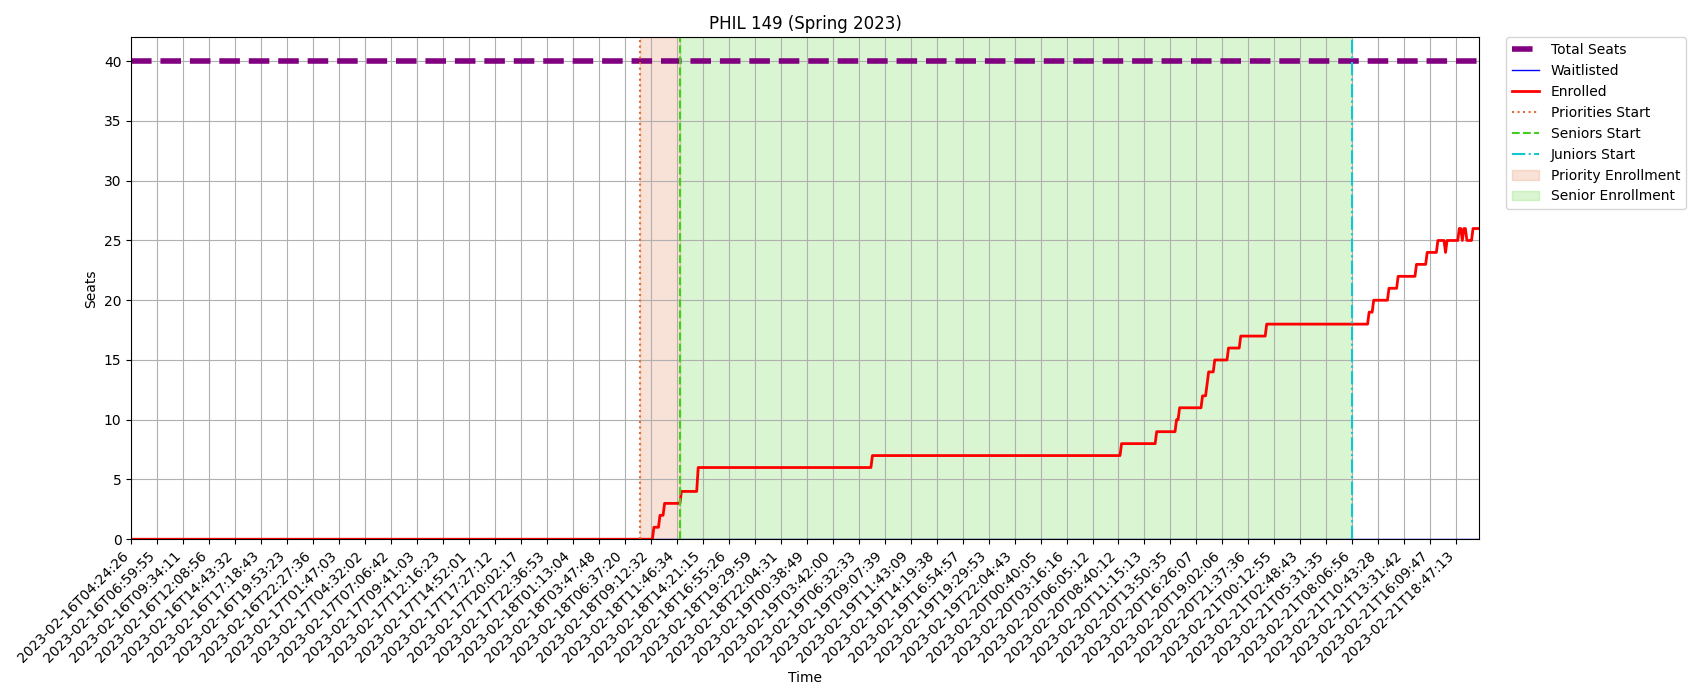 PHIL 149 (Spring 2023)
40
35
30
25
20
15
10
5
0
Seats
2023-02-16T04:24:26
2023-02-16T06:59:55
2023-02-16T09:34:11
2023-02-16T12:08:56
2023-02-16T14:43:32
2023-02-16T17:18:43
2023-02-16T19:53:23
2023-02-16T22:27:36
2023-02-17T01:47:03
2023-02-17T04:32:02
2023-02-17T07:06:42
2023-02-17T09:41:03
2023-02-17T12:16:23
2023-02-17T14:52:01
2023-02-17T17:27:12
2023-02-17T20:02:17
2023-02-17T22:36:53
2023-02-18T01:13:04
2023-02-18T03:47:48
2023-02-18T06:37:20
2023-02-18T09:12:32
2023-02-18T11:46:34
2023-02-18T14:21:15
2023-02-18T16:55:26
2023-02-18T19:29:59
2023-02-18T22:04:31
2023-02-19T00:38:49
2023-02-19T03:42:00
2023-02-19T06:32:33
2023-02-19T09:07:39
2023-02-19T11:43:09
2023-02-19T14:19:38
2023-02-19T16:54:57
2023-02-19T19:29:53
2023-02-19T22:04:43
2023-02-20T00:40:05
2023-02-20T03:16:16
2023-02-20T06:05:12
2023-02-20T08:40:12
2023-02-20T11:15:13
2023-02-20T13:50:35
2023-02-20T16:26:07
2023-02-20T19:02:06
2023-02-20T21:37:36
2023-02-21T00:12:55
2023-02-21T02:48:43
2023-02-21T05:31:35
2023-02-21T08:06:56
2023-02-21T10:43:28
2023-02-21T13:31:42
2023-02-21T16:09:47
2023-02-21T18:47:13
Time
Total Seats
Waitlisted
Enrolled
Priorities Start
Seniors Start
Juniors Start
Priority Enrollment
Senior Enrollment